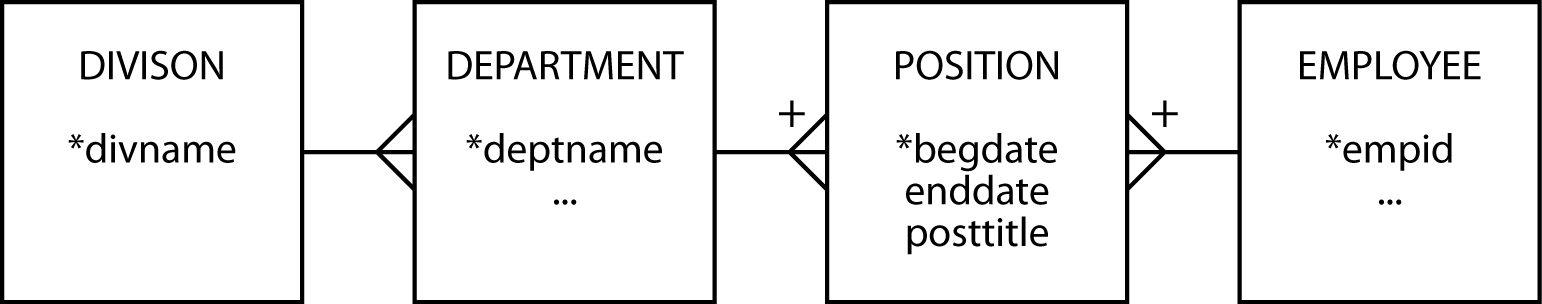 DIVISON
*divname
DEPARTMENT
*deptname
...
+
POSITION
*begdate
enddate
posttitle
+
EMPLOYEE
*empid
...